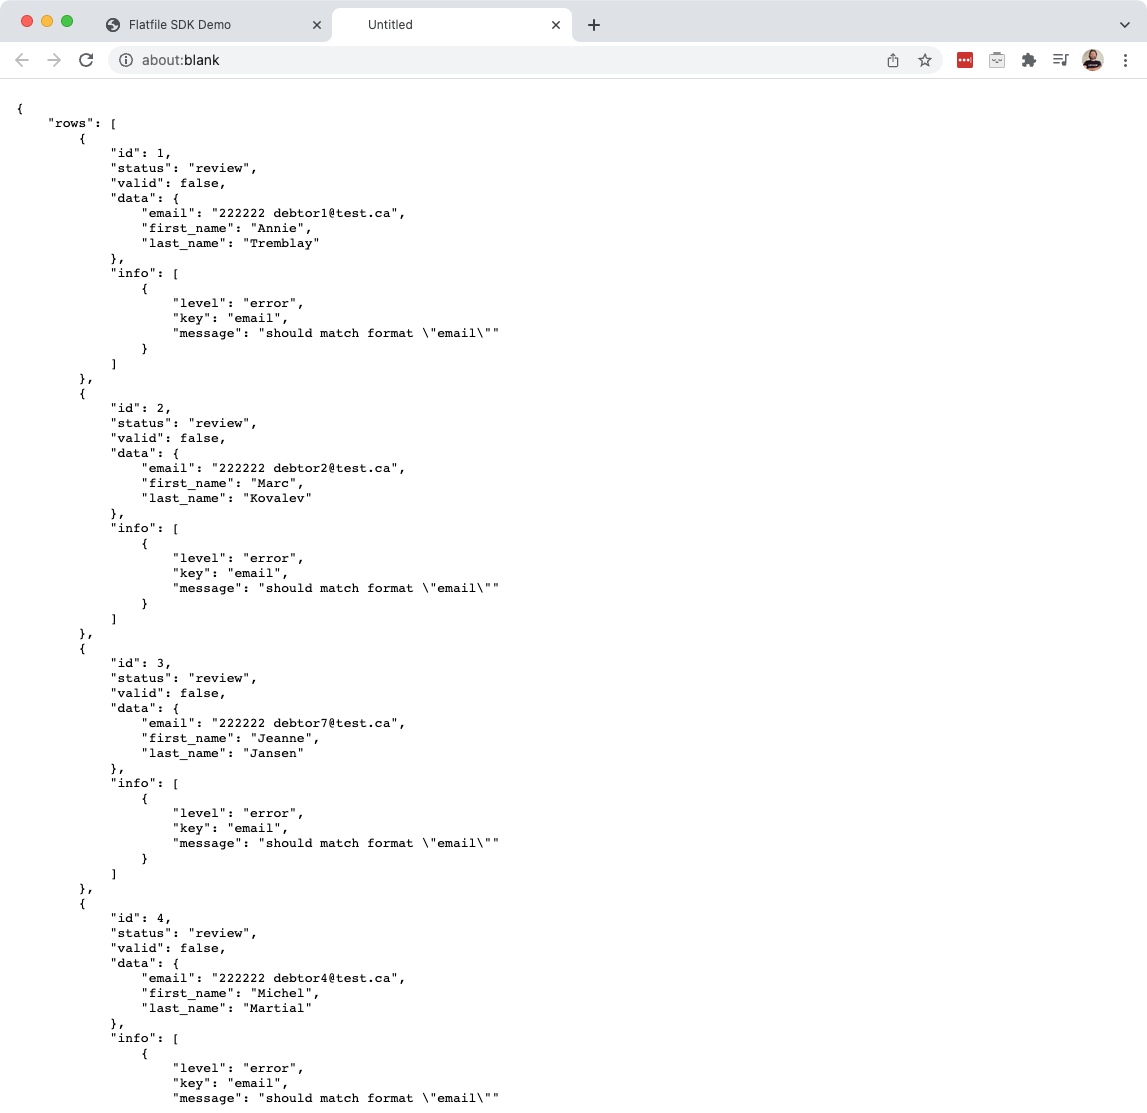 Flatfile SDK Demo
Untitled
about:blank
{
    "rows": [
        {
            "id": 1,
            "status": "review",
            "valid": false,
            "data": {
                "email": "222222 debtor1@test.ca",
                "first_name": "Annie",
                "last_name": "Tremblay"
            },
            "info": [
                {
                    "level": "error",
                    "key": "email",
                    "message": "should match format \"email\""
                }
            ]
        },
        {
            "id": 2,
            "status": "review",
            "valid": false,
            "data": {
                "email": "222222 debtor2@test.ca",
                "first_name": "Marc",
                "last_name": "Kovalev"
            },
            "info": [
                {
                    "level": "error",
                    "key": "email",
                    "message": "should match format \"email\""
                }
            ]
        },
        {
            "id": 3,
            "status": "review",
            "valid": false,
            "data": {
                "email": "222222 debtor7@test.ca",
                "first_name": "Jeanne",
                "last_name": "Jansen"
            },
            "info": [
                {
                    "level": "error",
                    "key": "email",
                    "message": "should match format \"email\""
                }
            ]
        },
        {
            "id": 4,
            "status": "review",
            "valid": false,
            "data": {
                "email": "222222 debtor4@test.ca",
                "first_name": "Michel",
                "last_name": "Martial"
            },
            "info": [
                {
                    "level": "error",
                    "key": "email",
                    "message": "should match format \"email\""